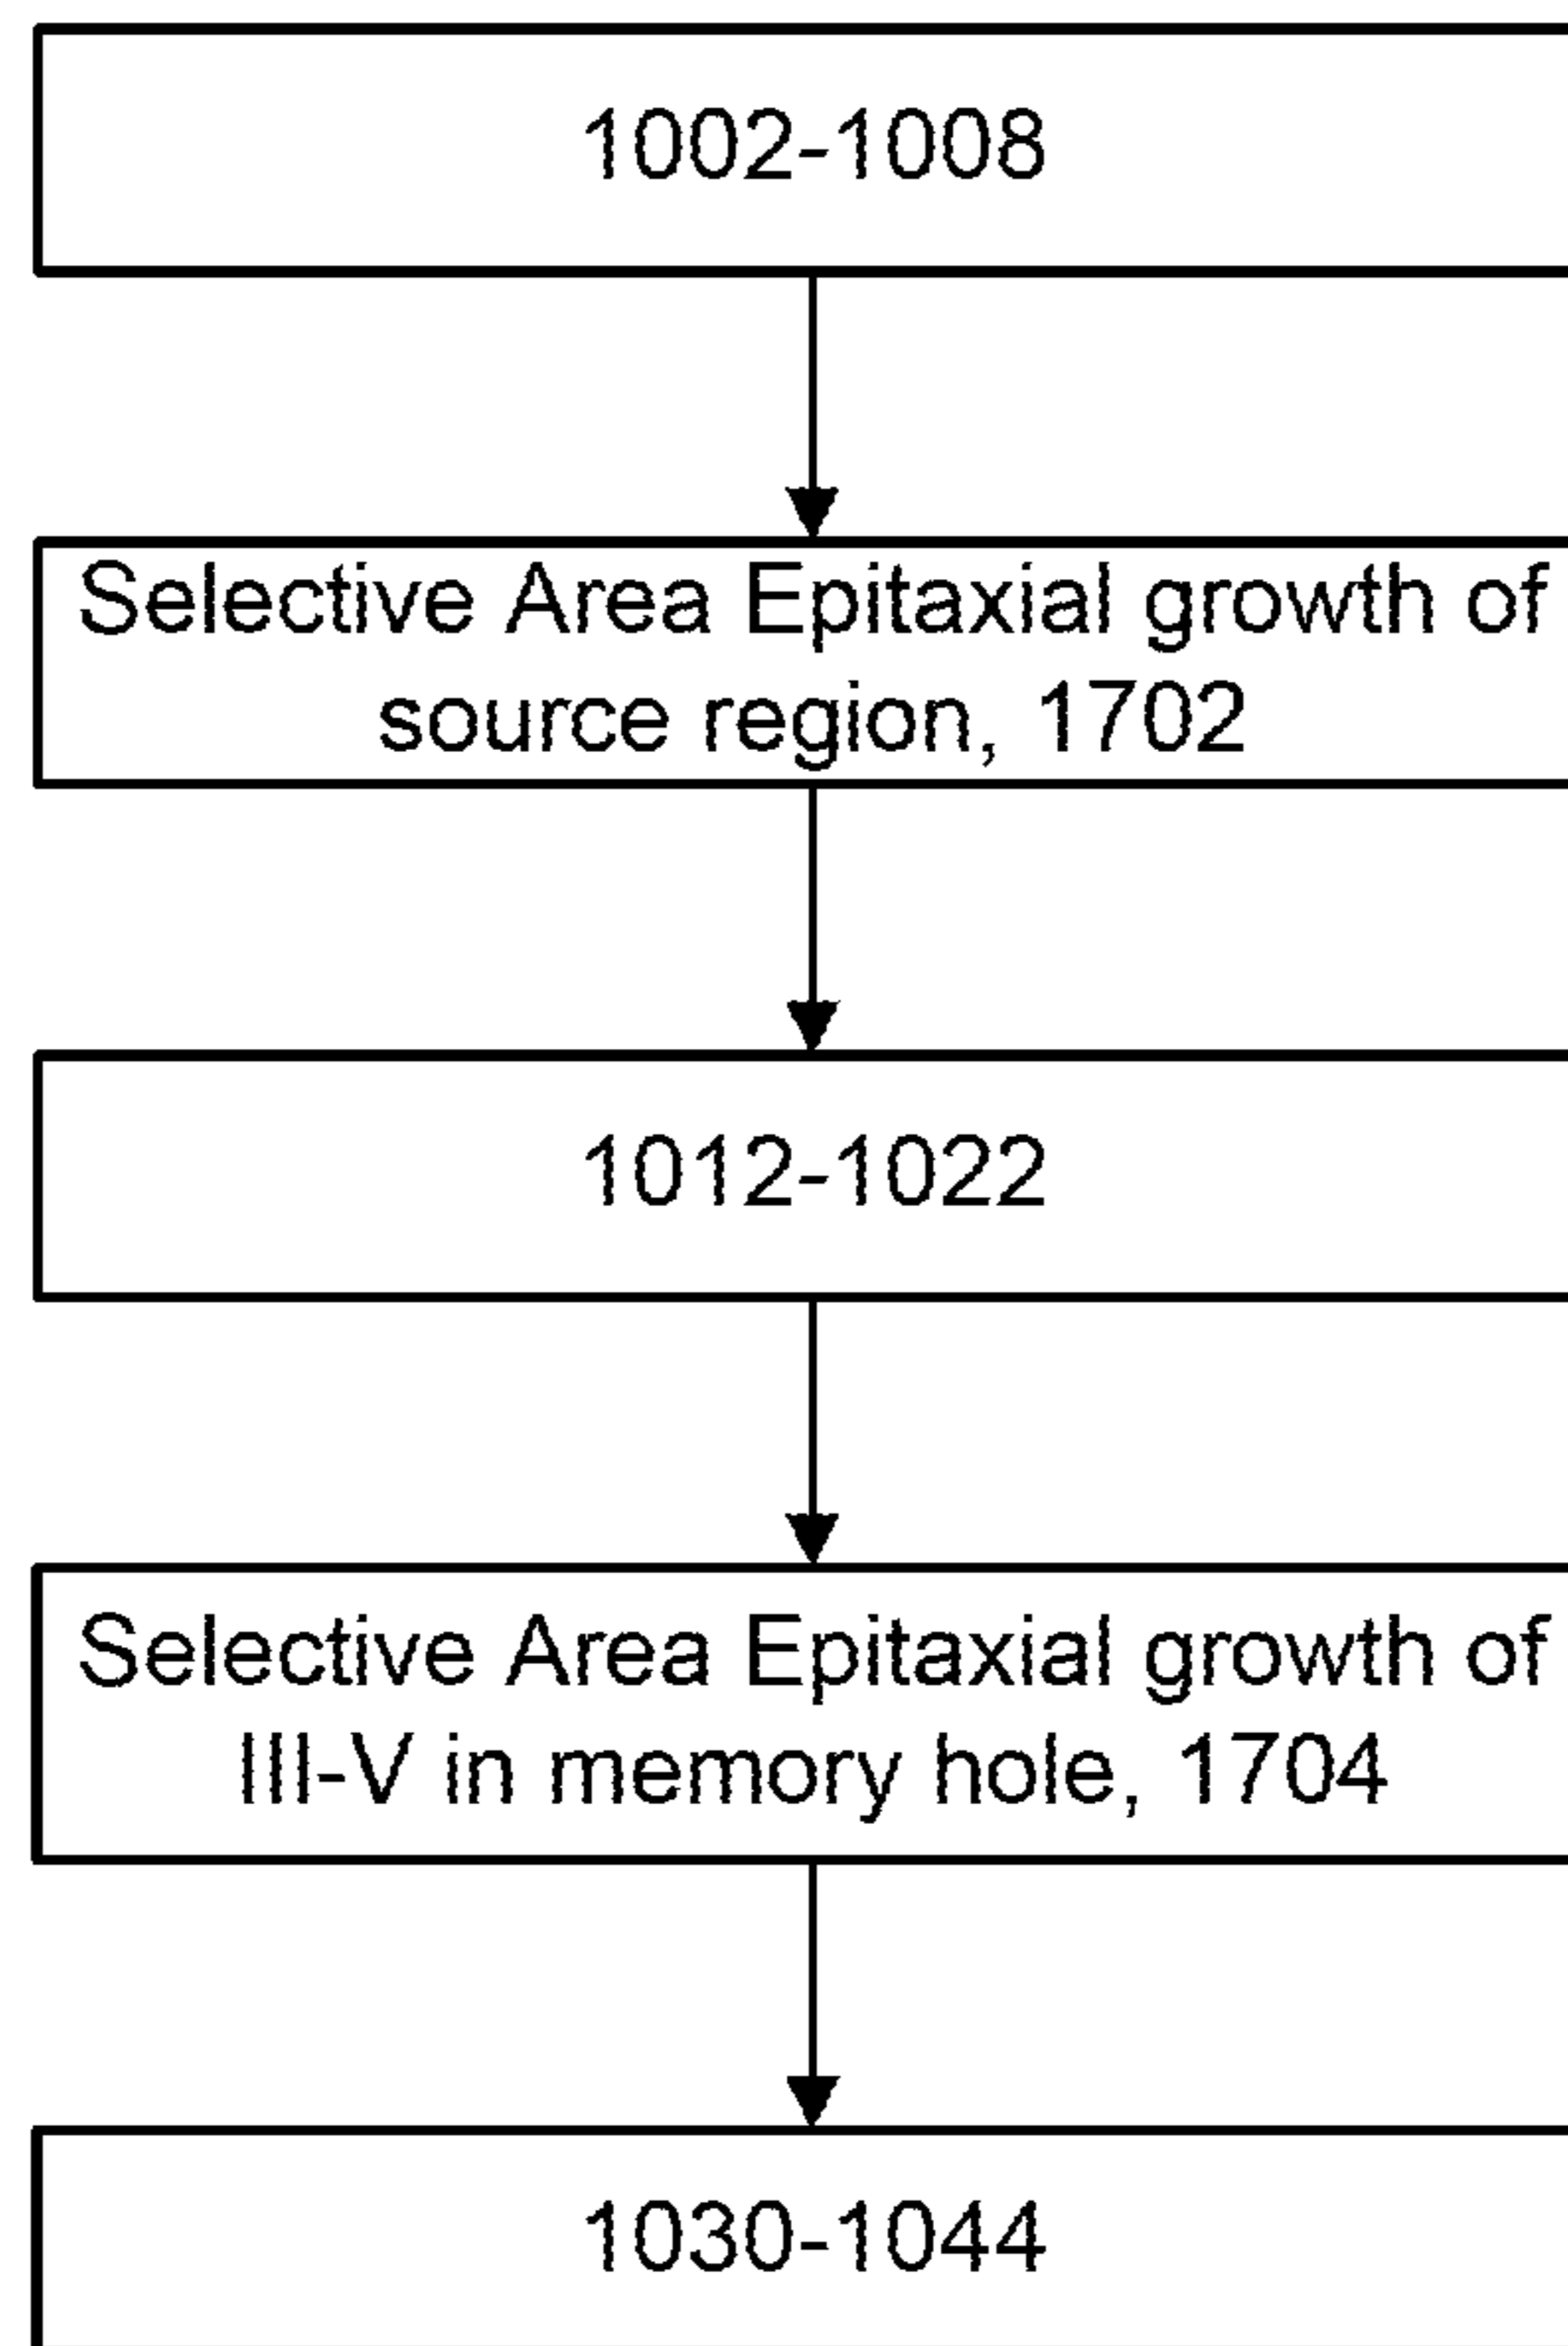 1002-1008
Selective Area Epitaxial growth of
source region, 1702
1012-1022
Selective Area Epitaxial growth of
III-V in memory hole, 1704
1030-1044